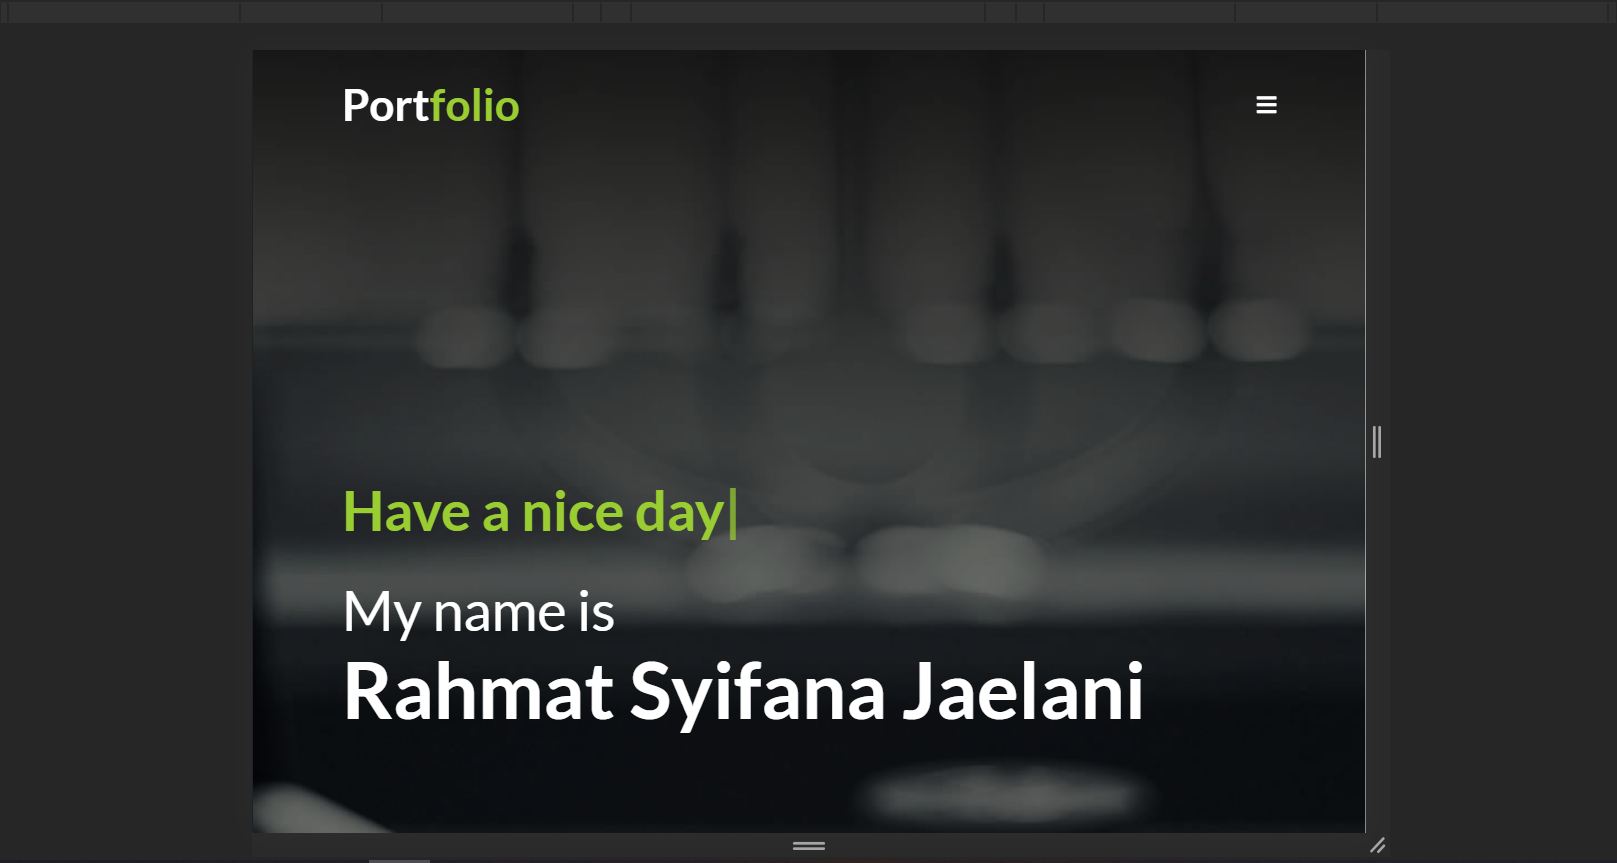 Portfolio
Have a nice day|
My name is
Rahmat Syifana Jaelani